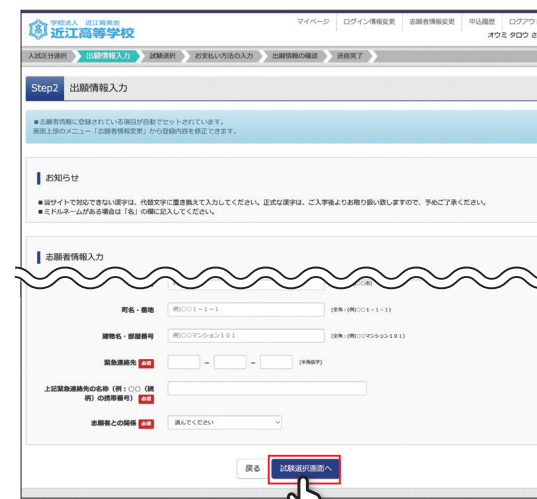 学校法人 近江育英会
近江高等学校
マイページ ログイン情報変更 志願者情報変更 申込履歴 ログアウ
オウミ タロウ さ
入試区分選択 出願情報入力 試験選択 お支払い方法の入力 出願情報の確認 送信完了
Step2 出願情報入力
■志願者情報に登録されている項目が自動でセットされています。
画面上部のメニュー「志願者情報変更」から登録内容を修正できます。
お知らせ
■当サイトで対応できない漢字は、代替文字に置き換えて入力してください。正式な漢字は、ご入学後よりお取り扱い致しますので、予めご了承ください。
■ミドルネームがある場合は「名」の欄に記入してください。
志願者情報入力
町名・番地 例)〇〇１－１－１ (全角：(例)〇〇１－１－１)
建物名・部屋番号 例)〇〇マンション１０１ (全角：(例)〇〇マンション１０１)
緊急連絡先 必須 － － (半角数字)
上記緊急連絡先の名称（例：〇〇（続
柄）の携帯番号） 必須
志願者との関係 必須 選んでください
戻る 試験選択画面へ